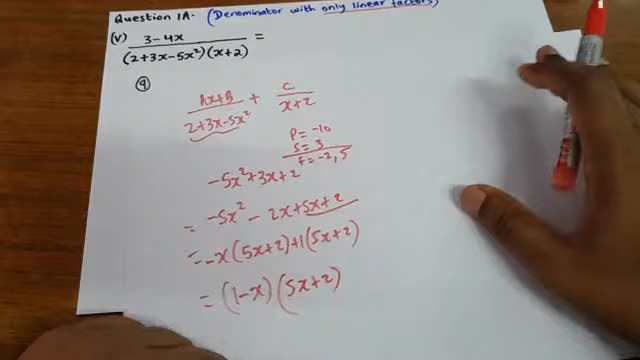 Question 1A. (Denominator with only linear factors)
(v) 3-4x / (2+3x-5x²)(x+2) =
(9)
Ax+B / 2+3x-5x² + C / x+2
P=-10
S=3
f=-2,5
-5x²+3x+2
= -5x² - 2x+5x+2
= -x(5x+2)+1(5x+2)
= (1-x)(5x+2)